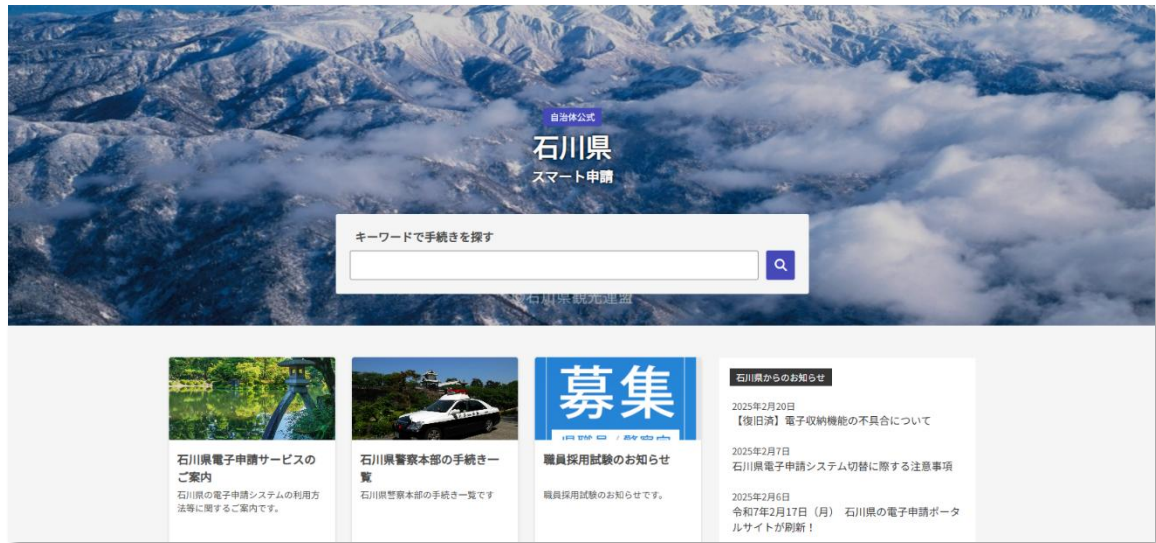 自治体公式
石川県
スマート申請
キーワードで手続きを探す
石川県観光連盟
募集
県職員/警察官
石川県電子申請サービスの
ご案内
石川県の電子申請システムの利用方
法等に関するご案内です。
石川県警察本部の手続き一
覧
石川県警察本部の手続き一覧です
職員採用試験のお知らせ
職員採用試験のお知らせです。
石川県からのお知らせ
2025年2月20日
【復旧済】電子収納機能の不具合について
2025年2月7日
石川県電子申請システム切替に際する注意事項
2025年2月6日
令和7年2月17日（月） 石川県の電子申請ポータ
ルサイトが刷新！